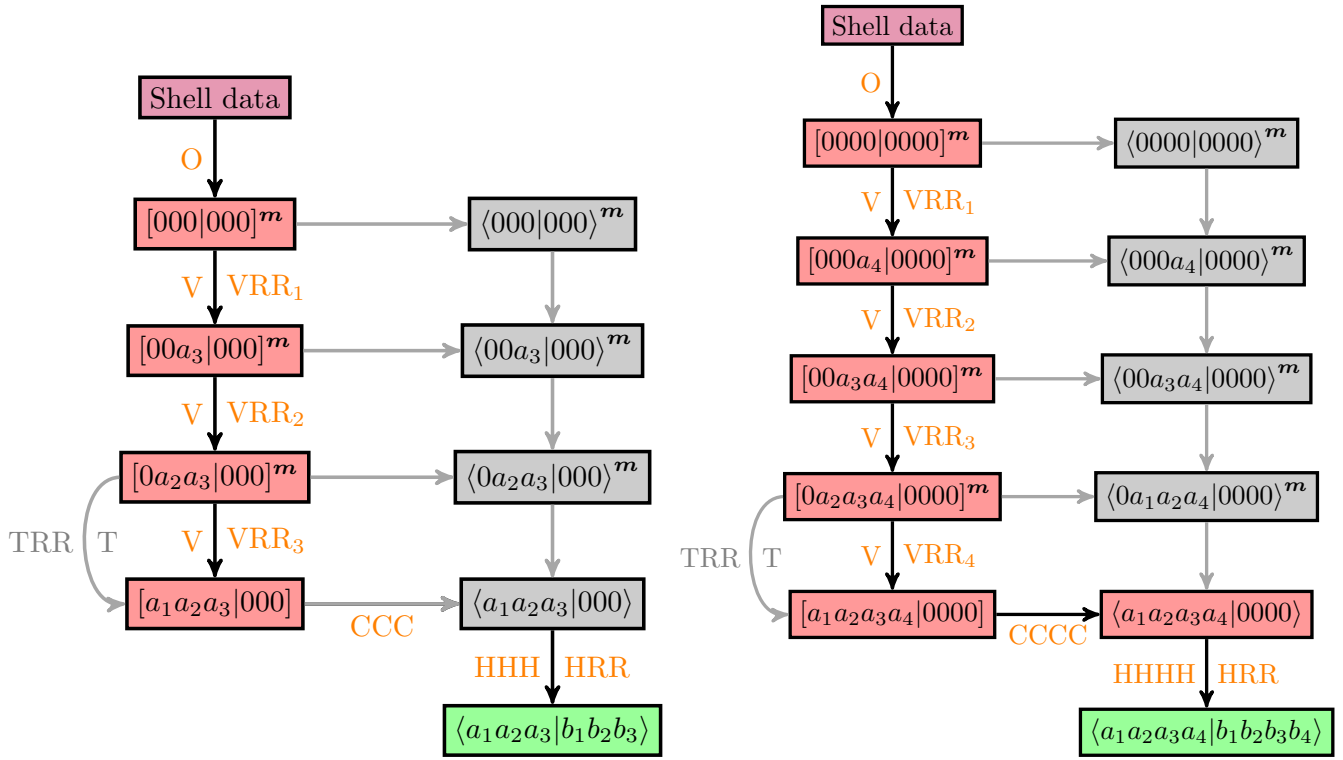 Shell data
O
[000|000]^m
⟨000|000⟩^m
V VRR₁
[00a₃|000]^m
⟨00a₃|000⟩^m
V VRR₂
[0a₂a₃|000]^m
⟨0a₂a₃|000⟩^m
TRR T V VRR₃
[a₁a₂a₃|000]
CCC
⟨a₁a₂a₃|000⟩
HHH HRR
⟨a₁a₂a₃|b₁b₂b₃⟩
Shell data
O
[0000|0000]^m
⟨0000|0000⟩^m
V VRR₁
[000a₄|0000]^m
⟨000a₄|0000⟩^m
V VRR₂
[00a₃a₄|0000]^m
⟨00a₃a₄|0000⟩^m
V VRR₃
[0a₂a₃a₄|0000]^m
⟨0a₁a₂a₄|0000⟩^m
TRR T V VRR₄
[a₁a₂a₃a₄|0000]
CCCC
⟨a₁a₂a₃a₄|0000⟩
HHHH HRR
⟨a₁a₂a₃a₄|b₁b₂b₃b₄⟩